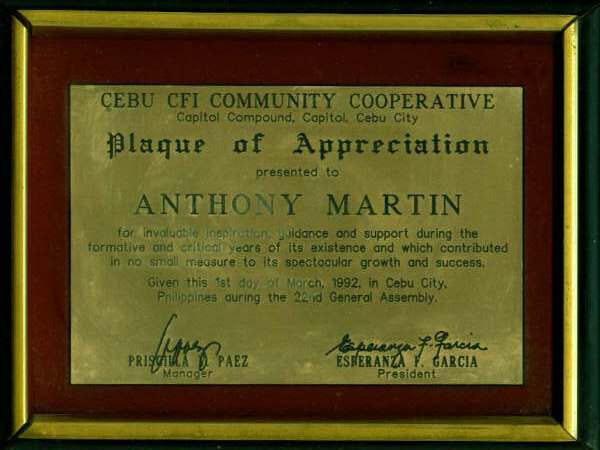 CEBU CFI COMMUNITY COOPERATIVE
Capitol Compound, Capitol, Cebu City
Plaque of Appreciation
presented to
ANTHONY MARTIN
for invaluable inspiration, guidance and support during the
formative and critical years of its existence and which contributed
in no small measure to its spectacular growth and success.
Given this 1st day of March, 1992, in Cebu City,
Philippines during the 22nd General Assembly.
Esperanza F. Garcia
PRISCILLA PAEZ
ESPERANZA F. GARCIA
Manager
President